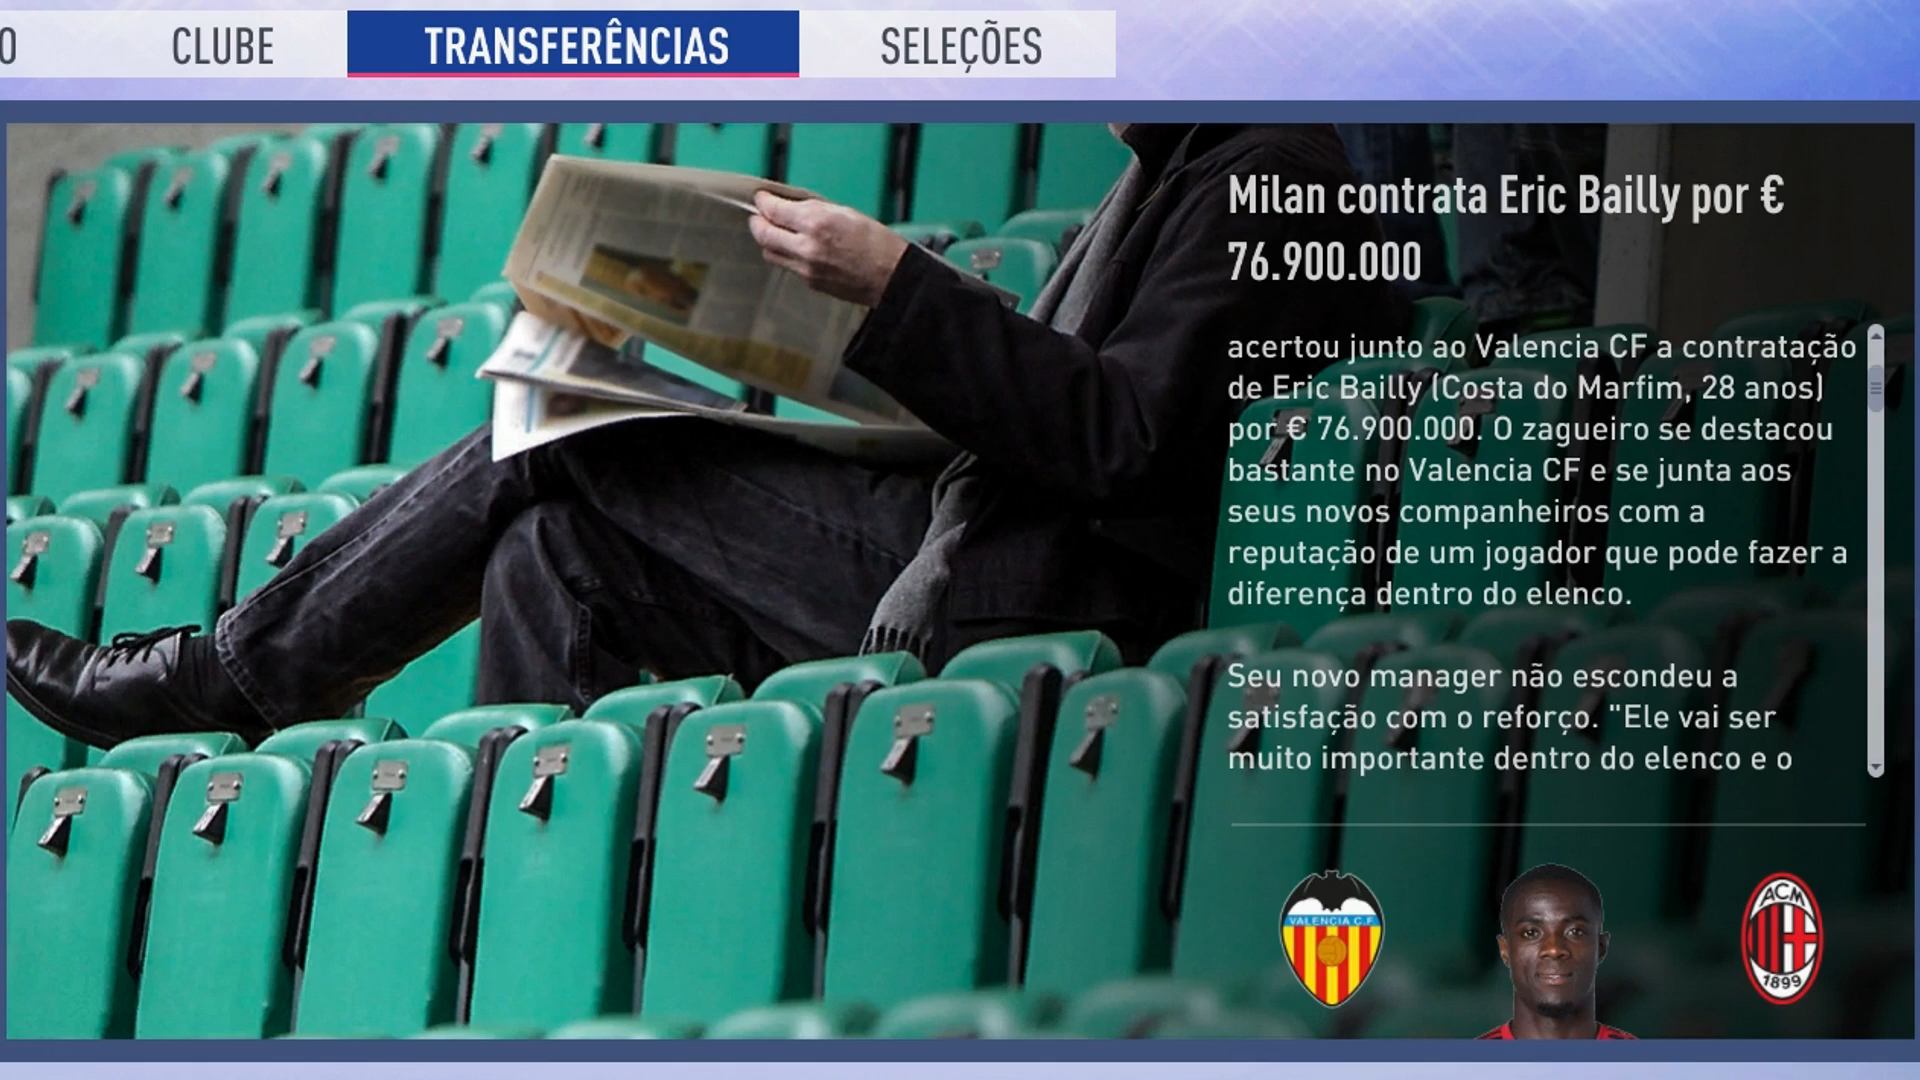 O
CLUBE
TRANSFERÊNCIAS
SELEÇÕES
Milan contrata Eric Bailly por €
76.900.000
acertou junto ao Valencia CF a contratação
de Eric Bailly (Costa do Marfim, 28 anos)
por € 76.900.000. O zagueiro se destacou
bastante no Valencia CF e se junta aos
seus novos companheiros com a
reputação de um jogador que pode fazer a
diferença dentro do elenco.
Seu novo manager não escondeu a
satisfação com o reforço. "Ele vai ser
muito importante dentro do elenco e o
VALENCIA C.F
ACM
1899